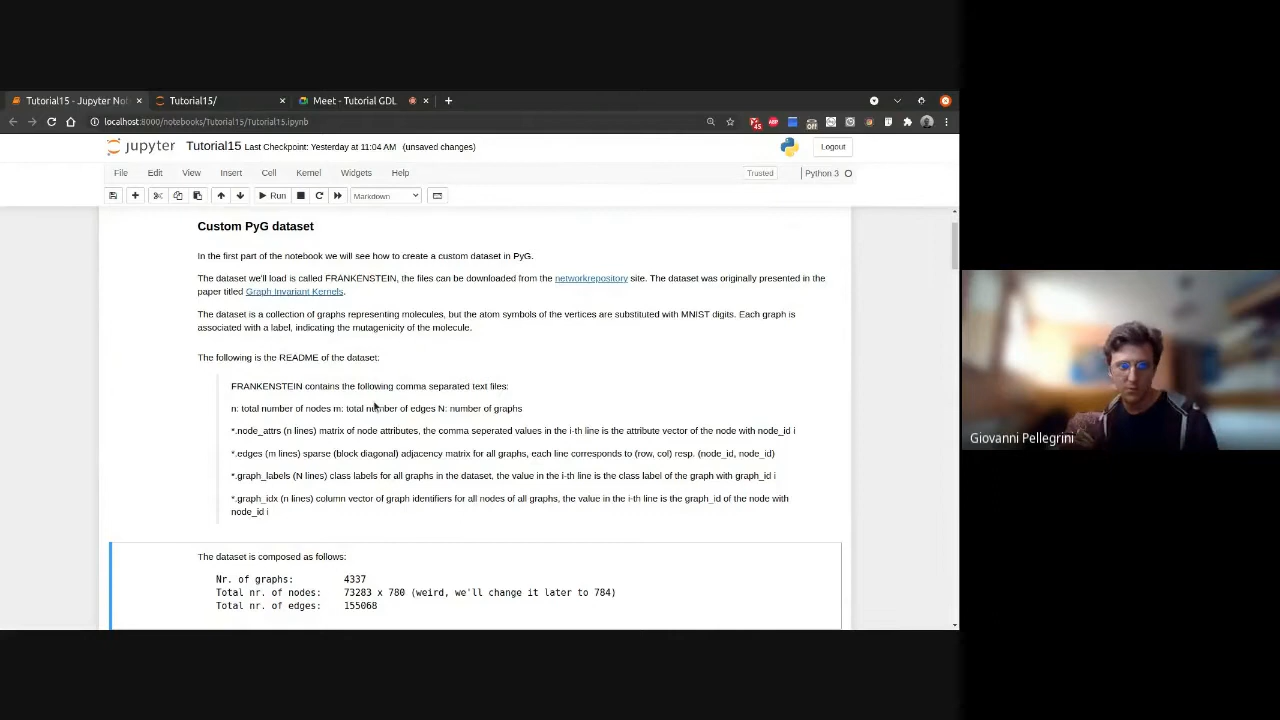 Tutorial15 - Jupyter No
Tutorial15/
Meet - Tutorial GDL
localhost:8000/notebooks/Tutorial15/Tutorial15.ipynb
45
ABP
off
jupyter Tutorial15 Last Checkpoint: Yesterday at 11:04 AM (unsaved changes)
Logout
File Edit View Insert Cell Kernel Widgets Help
Trusted
Python 3
Run
Markdown
Custom PyG dataset
In the first part of the notebook we will see how to create a custom dataset in PyG.
The dataset we'll load is called FRANKENSTEIN, the files can be downloaded from the networkrepository site. The dataset was originally presented in the
paper titled Graph Invariant Kernels.
The dataset is a collection of graphs representing molecules, but the atom symbols of the vertices are substituted with MNIST digits. Each graph is
associated with a label, indicating the mutagenicity of the molecule.
The following is the README of the dataset:
FRANKENSTEIN contains the following comma separated text files:
n: total number of nodes m: total number of edges N: number of graphs
*.node_attrs (n lines) matrix of node attributes, the comma seperated values in the i-th line is the attribute vector of the node with node_id i
*.edges (m lines) sparse (block diagonal) adjacency matrix for all graphs, each line corresponds to (row, col) resp. (node_id, node_id)
*.graph_labels (N lines) class labels for all graphs in the dataset, the value in the i-th line is the class label of the graph with graph_id i
*.graph_idx (n lines) column vector of graph identifiers for all nodes of all graphs, the value in the i-th line is the graph_id of the node with
node_id i
The dataset is composed as follows:
Nr. of graphs: 4337
Total nr. of nodes: 73283 x 780 (weird, we'll change it later to 784)
Total nr. of edges: 155068
Giovanni Pellegrini